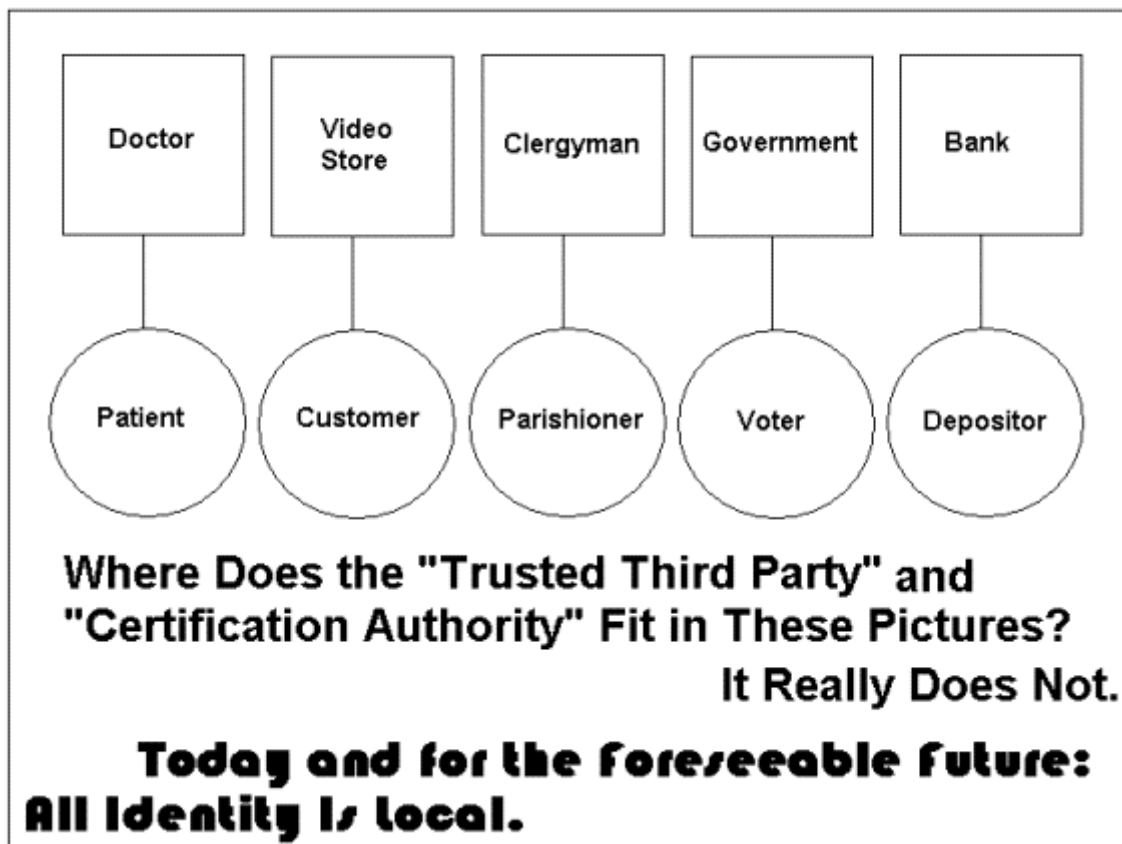 Doctor
Video
Store
Clergyman
Government
Bank
Patient
Customer
Parishioner
Voter
Depositor
Where Does the "Trusted Third Party" and
"Certification Authority" Fit in These Pictures?
It Really Does Not.
Today and for the Foreseeable Future:
All Identity Is Local.